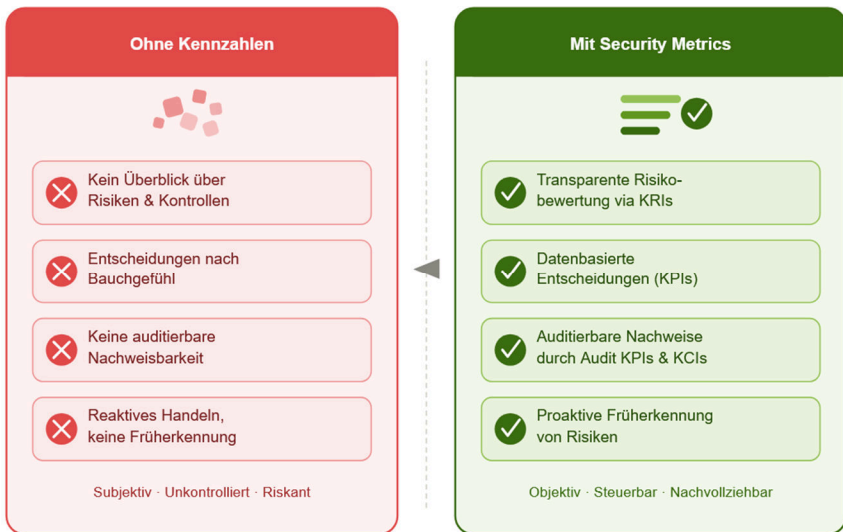 Ohne Kennzahlen
Kein Überblick über
Risiken & Kontrollen
Entscheidungen nach
Bauchgefühl
Keine auditierbare
Nachweisbarkeit
Reaktives Handeln,
keine Früherkennung
Subjektiv · Unkontrolliert · Riskant
Mit Security Metrics
Transparente Risiko-
bewertung via KRIs
Datenbasierte
Entscheidungen (KPIs)
Auditierbare Nachweise
durch Audit KPIs & KCIs
Proaktive Früherkennung
von Risiken
Objektiv · Steuerbar · Nachvollziehbar